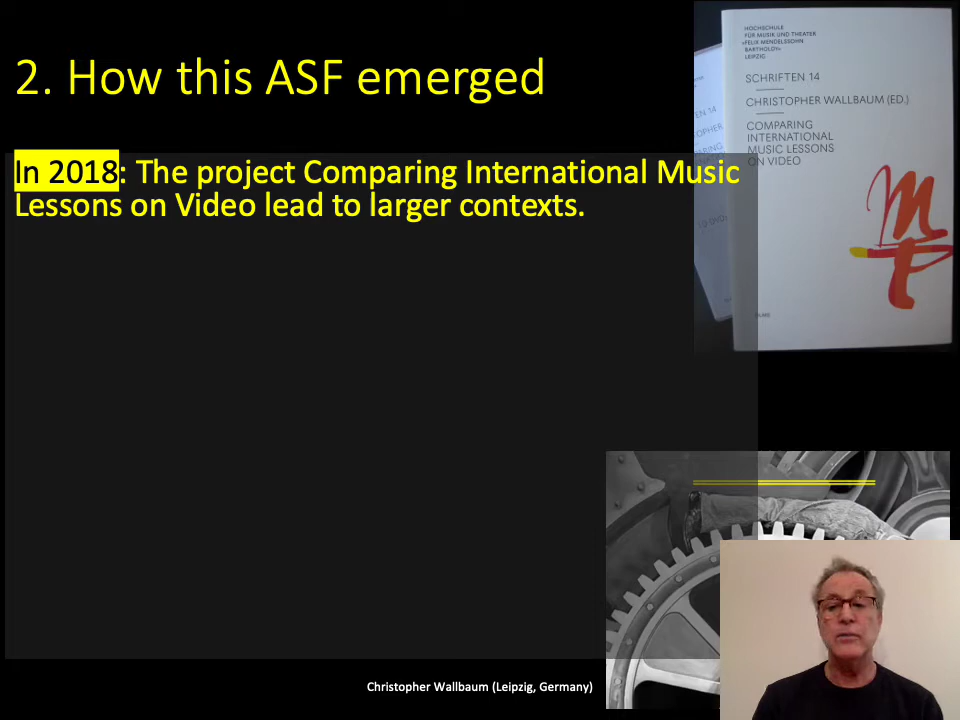 2. How this ASF emerged
In 2018: The project Comparing International Music
Lessons on Video lead to larger contexts.
HOCHSCHULE
FÜR MUSIK UND THEATER
»FELIX MENDELSSOHN
BARTHOLDY«
LEIPZIG
SCHRIFTEN 14
CHRISTOPHER WALLBAUM (ED.)
COMPARING
INTERNATIONAL
MUSIC LESSONS
ON VIDEO
Christopher Wallbaum (Leipzig, Germany)